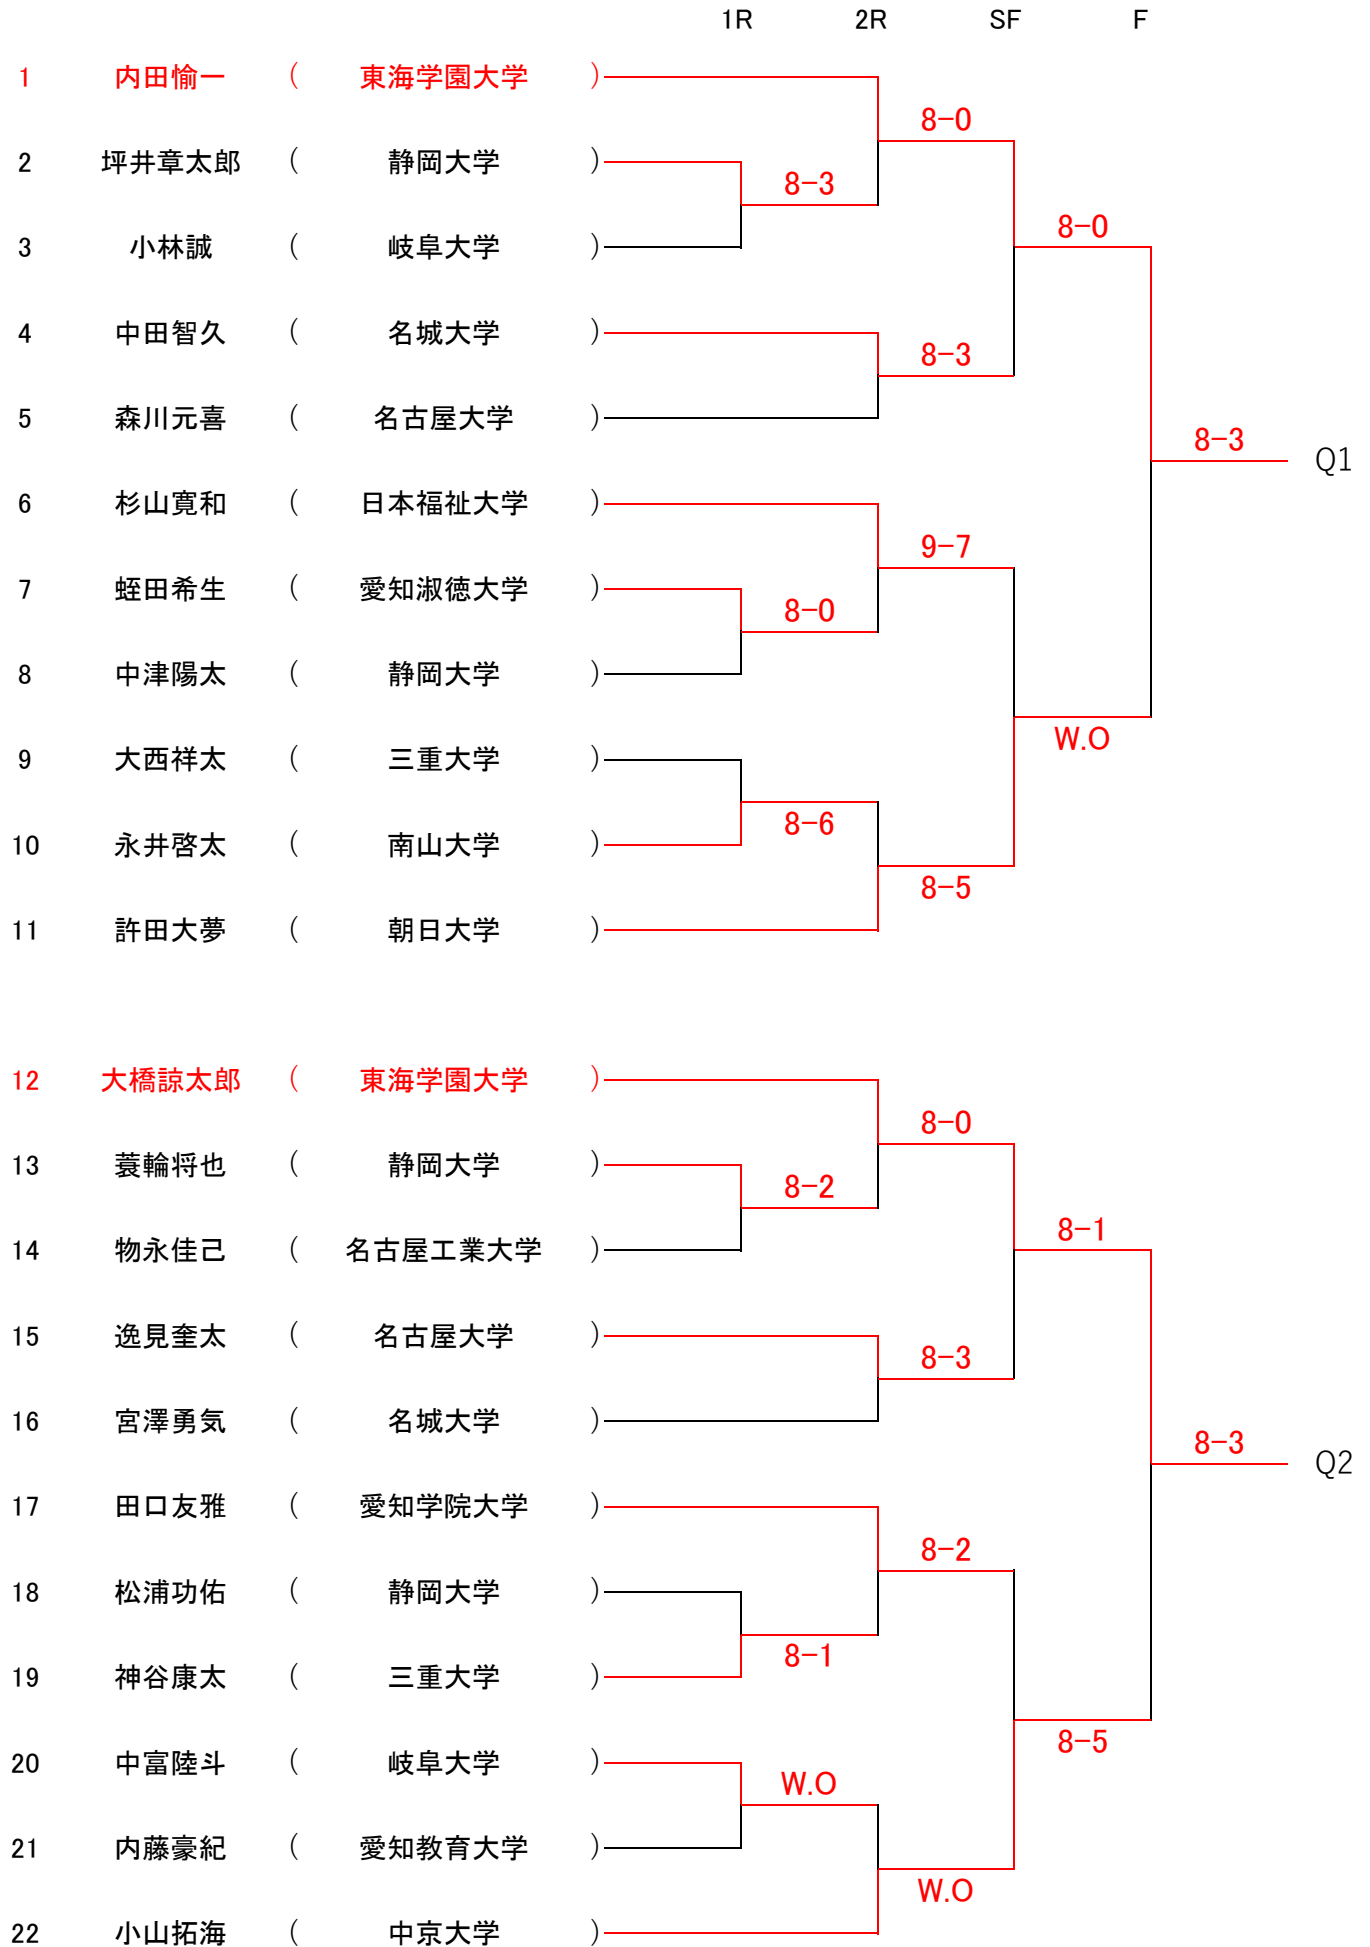 1R 2R SF F
1 内田愉一 ( 東海学園大学 )
8-0
2 坪井章太郎 ( 静岡大学 )
8-3
8-0
3 小林誠 ( 岐阜大学 )
4 中田智久 ( 名城大学 )
8-3
5 森川元喜 ( 名古屋大学 )
8-3 Q1
6 杉山寛和 ( 日本福祉大学 )
9-7
7 蛭田希生 ( 愛知淑徳大学 )
8-0
8 中津陽太 ( 静岡大学 )
W.O
9 大西祥太 ( 三重大学 )
8-6
10 永井啓太 ( 南山大学 )
8-5
11 許田大夢 ( 朝日大学 )
12 大橋諒太郎 ( 東海学園大学 )
8-0
13 蓑輪将也 ( 静岡大学 )
8-2
8-1
14 物永佳己 ( 名古屋工業大学 )
15 逸見奎太 ( 名古屋大学 )
8-3
16 宮澤勇気 ( 名城大学 )
8-3 Q2
17 田口友雅 ( 愛知学院大学 )
8-2
18 松浦功佑 ( 静岡大学 )
8-1
19 神谷康太 ( 三重大学 )
8-5
20 中富陸斗 ( 岐阜大学 )
W.O
21 内藤豪紀 ( 愛知教育大学 )
W.O
22 小山拓海 ( 中京大学 )